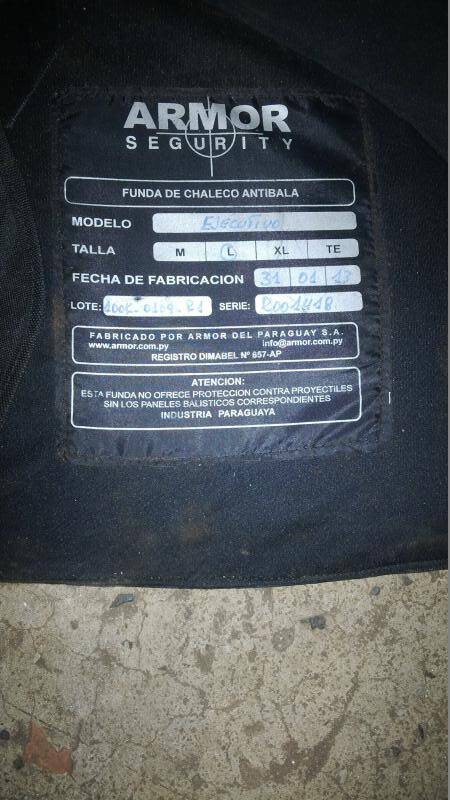 ARMOR
SEGURITY
FUNDA DE CHALECO ANTIBALA
MODELO EJECUTIVO
TALLA M L XL TE
FECHA DE FABRICACION 31 01 13
LOTE: SERIE:
FABRICADO POR ARMOR DEL PARAGUAY S.A.
www.armor.com.py info@armor.com.py
REGISTRO DIMABEL Nº 657-AP
ATENCION:
ESTA FUNDA NO OFRECE PROTECCION CONTRA PROYECTILES
SIN LOS PANELES BALISTICOS CORRESPONDIENTES
INDUSTRIA PARAGUAYA